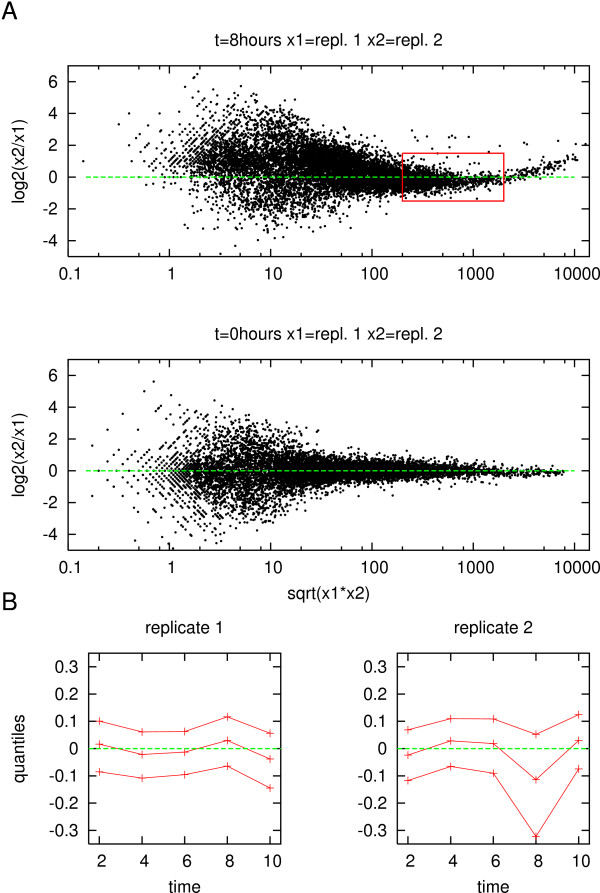 A
t=8hours x1=repl. 1 x2=repl. 2
log2(x2/x1)
6
4
2
0
-2
-4
0.1 1 10 100 1000 10000
t=0hours x1=repl. 1 x2=repl. 2
log2(x2/x1)
6
4
2
0
-2
-4
0.1 1 10 100 1000 10000
sqrt(x1*x2)
B
replicate 1
quantiles
0.3
0.2
0.1
0
-0.1
-0.2
-0.3
2 4 6 8 10
time
replicate 2
0.3
0.2
0.1
0
-0.1
-0.2
-0.3
2 4 6 8 10
time